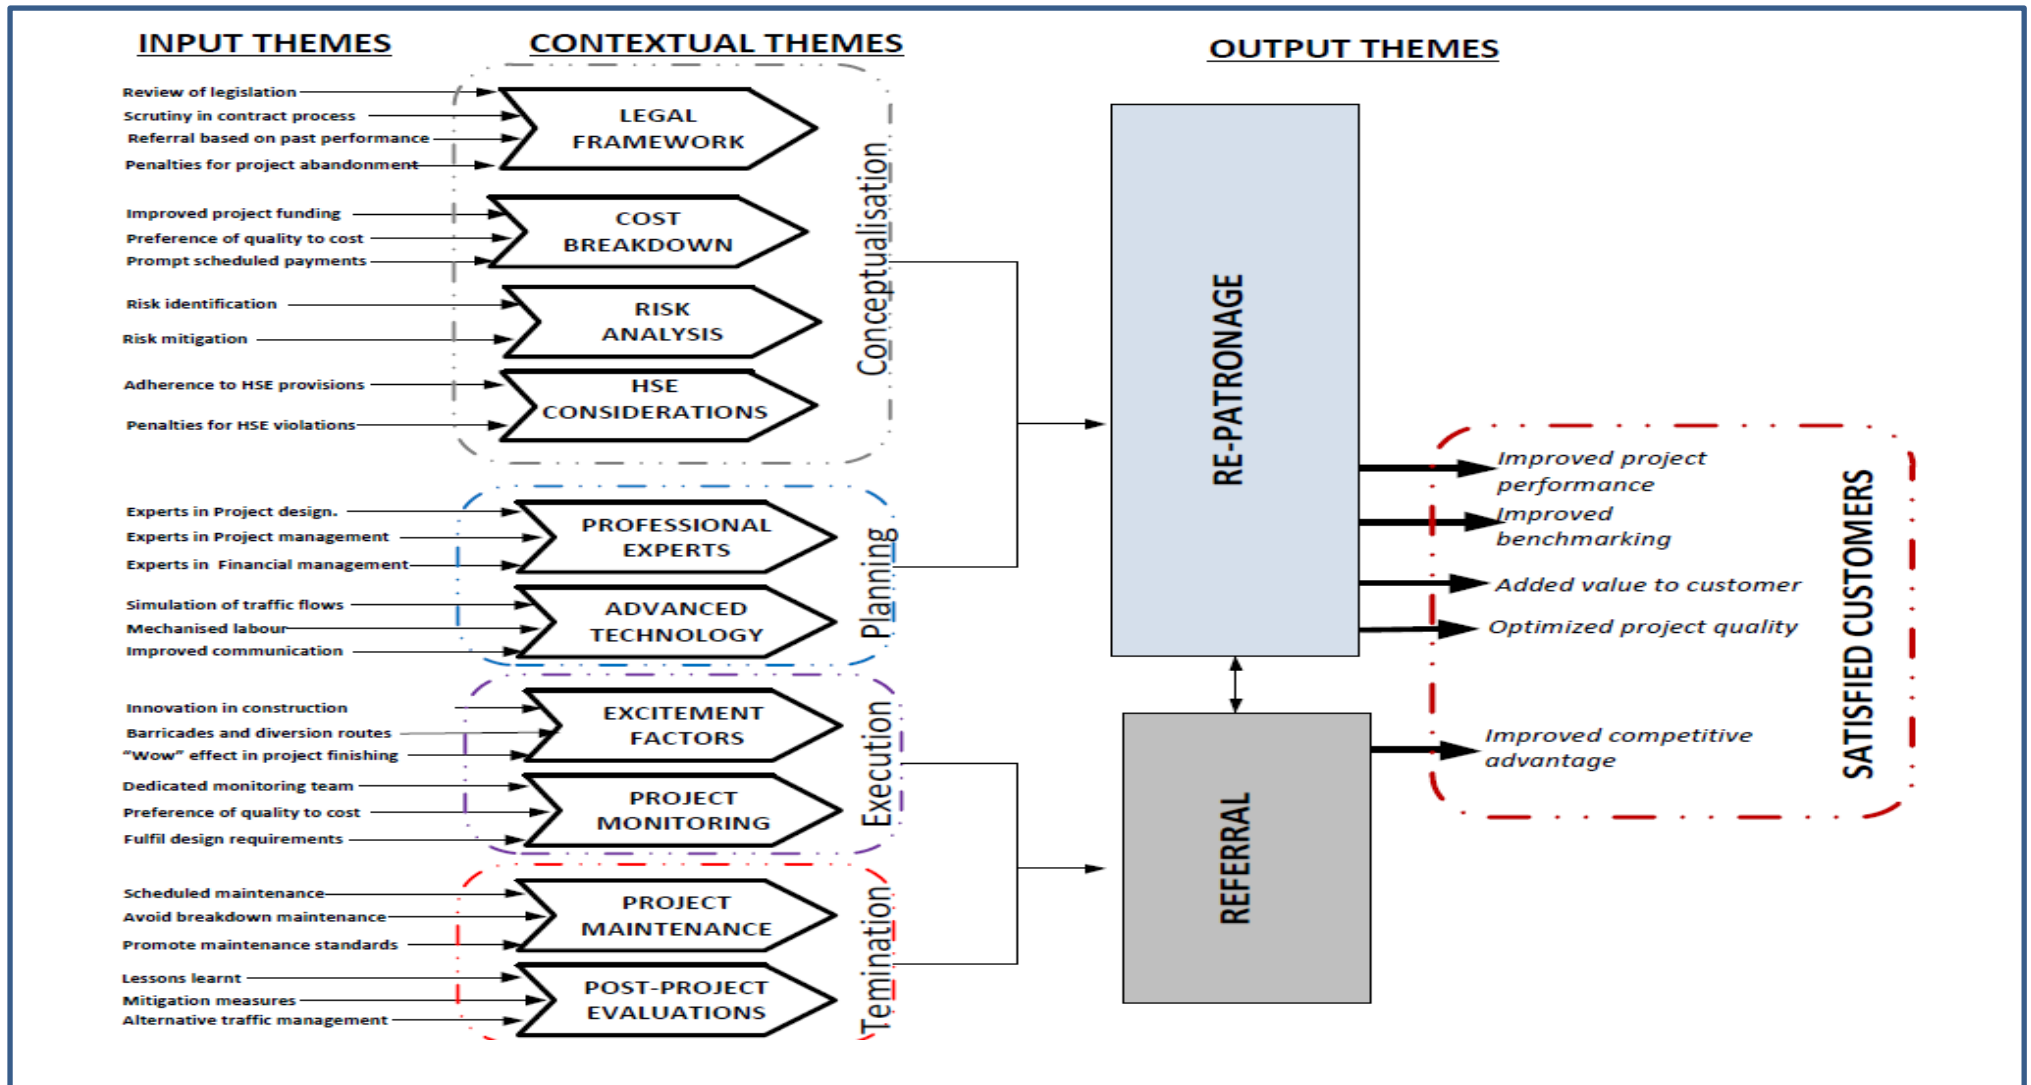 INPUT THEMES
CONTEXTUAL THEMES
OUTPUT THEMES
Review of legislation
Scrutiny in contract process
Referral based on past performance
Penalties for project abandonment
LEGAL
FRAMEWORK
Improved project funding
Preference of quality to cost
Prompt scheduled payments
COST
BREAKDOWN
Risk identification
Risk mitigation
RISK
ANALYSIS
Adherence to HSE provisions
Penalties for HSE violations
HSE
CONSIDERATIONS
Conceptualisation
Experts in Project design.
Experts in Project management
Experts in Financial management
PROFESSIONAL
EXPERTS
Simulation of traffic flows
Mechanised labour
Improved communication
ADVANCED
TECHNOLOGY
Planning
Innovation in construction
Barricades and diversion routes
“Wow” effect in project finishing
EXCITEMENT
FACTORS
Dedicated monitoring team
Preference of quality to cost
Fulfil design requirements
PROJECT
MONITORING
Execution
Scheduled maintenance
Avoid breakdown maintenance
Promote maintenance standards
PROJECT
MAINTENANCE
Lessons learnt
Mitigation measures
Alternative traffic management
POST-PROJECT
EVALUATIONS
Temination
RE-PATRONAGE
REFERRAL
Improved project
performance
Improved
benchmarking
Added value to customer
Optimized project quality
Improved competitive
advantage
SATISFIED CUSTOMERS